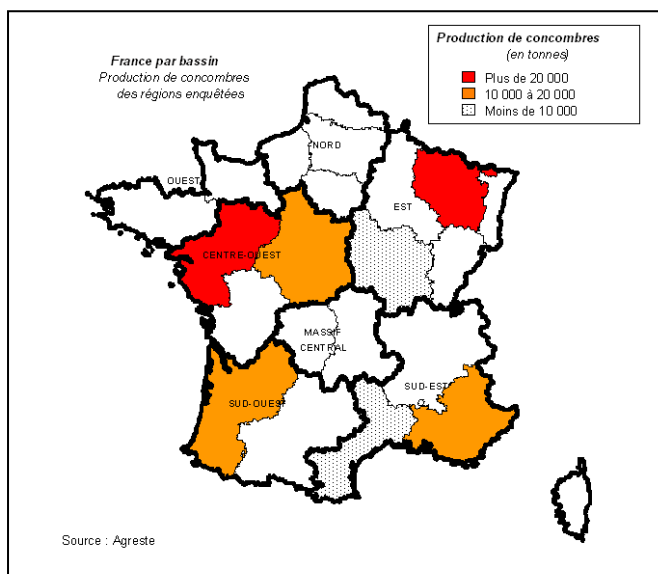 France par bassin
Production de concombres
des régions enquêtées
Production de concombres
(en tonnes)
Plus de 20 000
10 000 à 20 000
Moins de 10 000
NORD
OUEST
EST
CENTRE-OUEST
MASSIF
CENTRAL
SUD-EST
SUD-OUEST
Source : Agreste